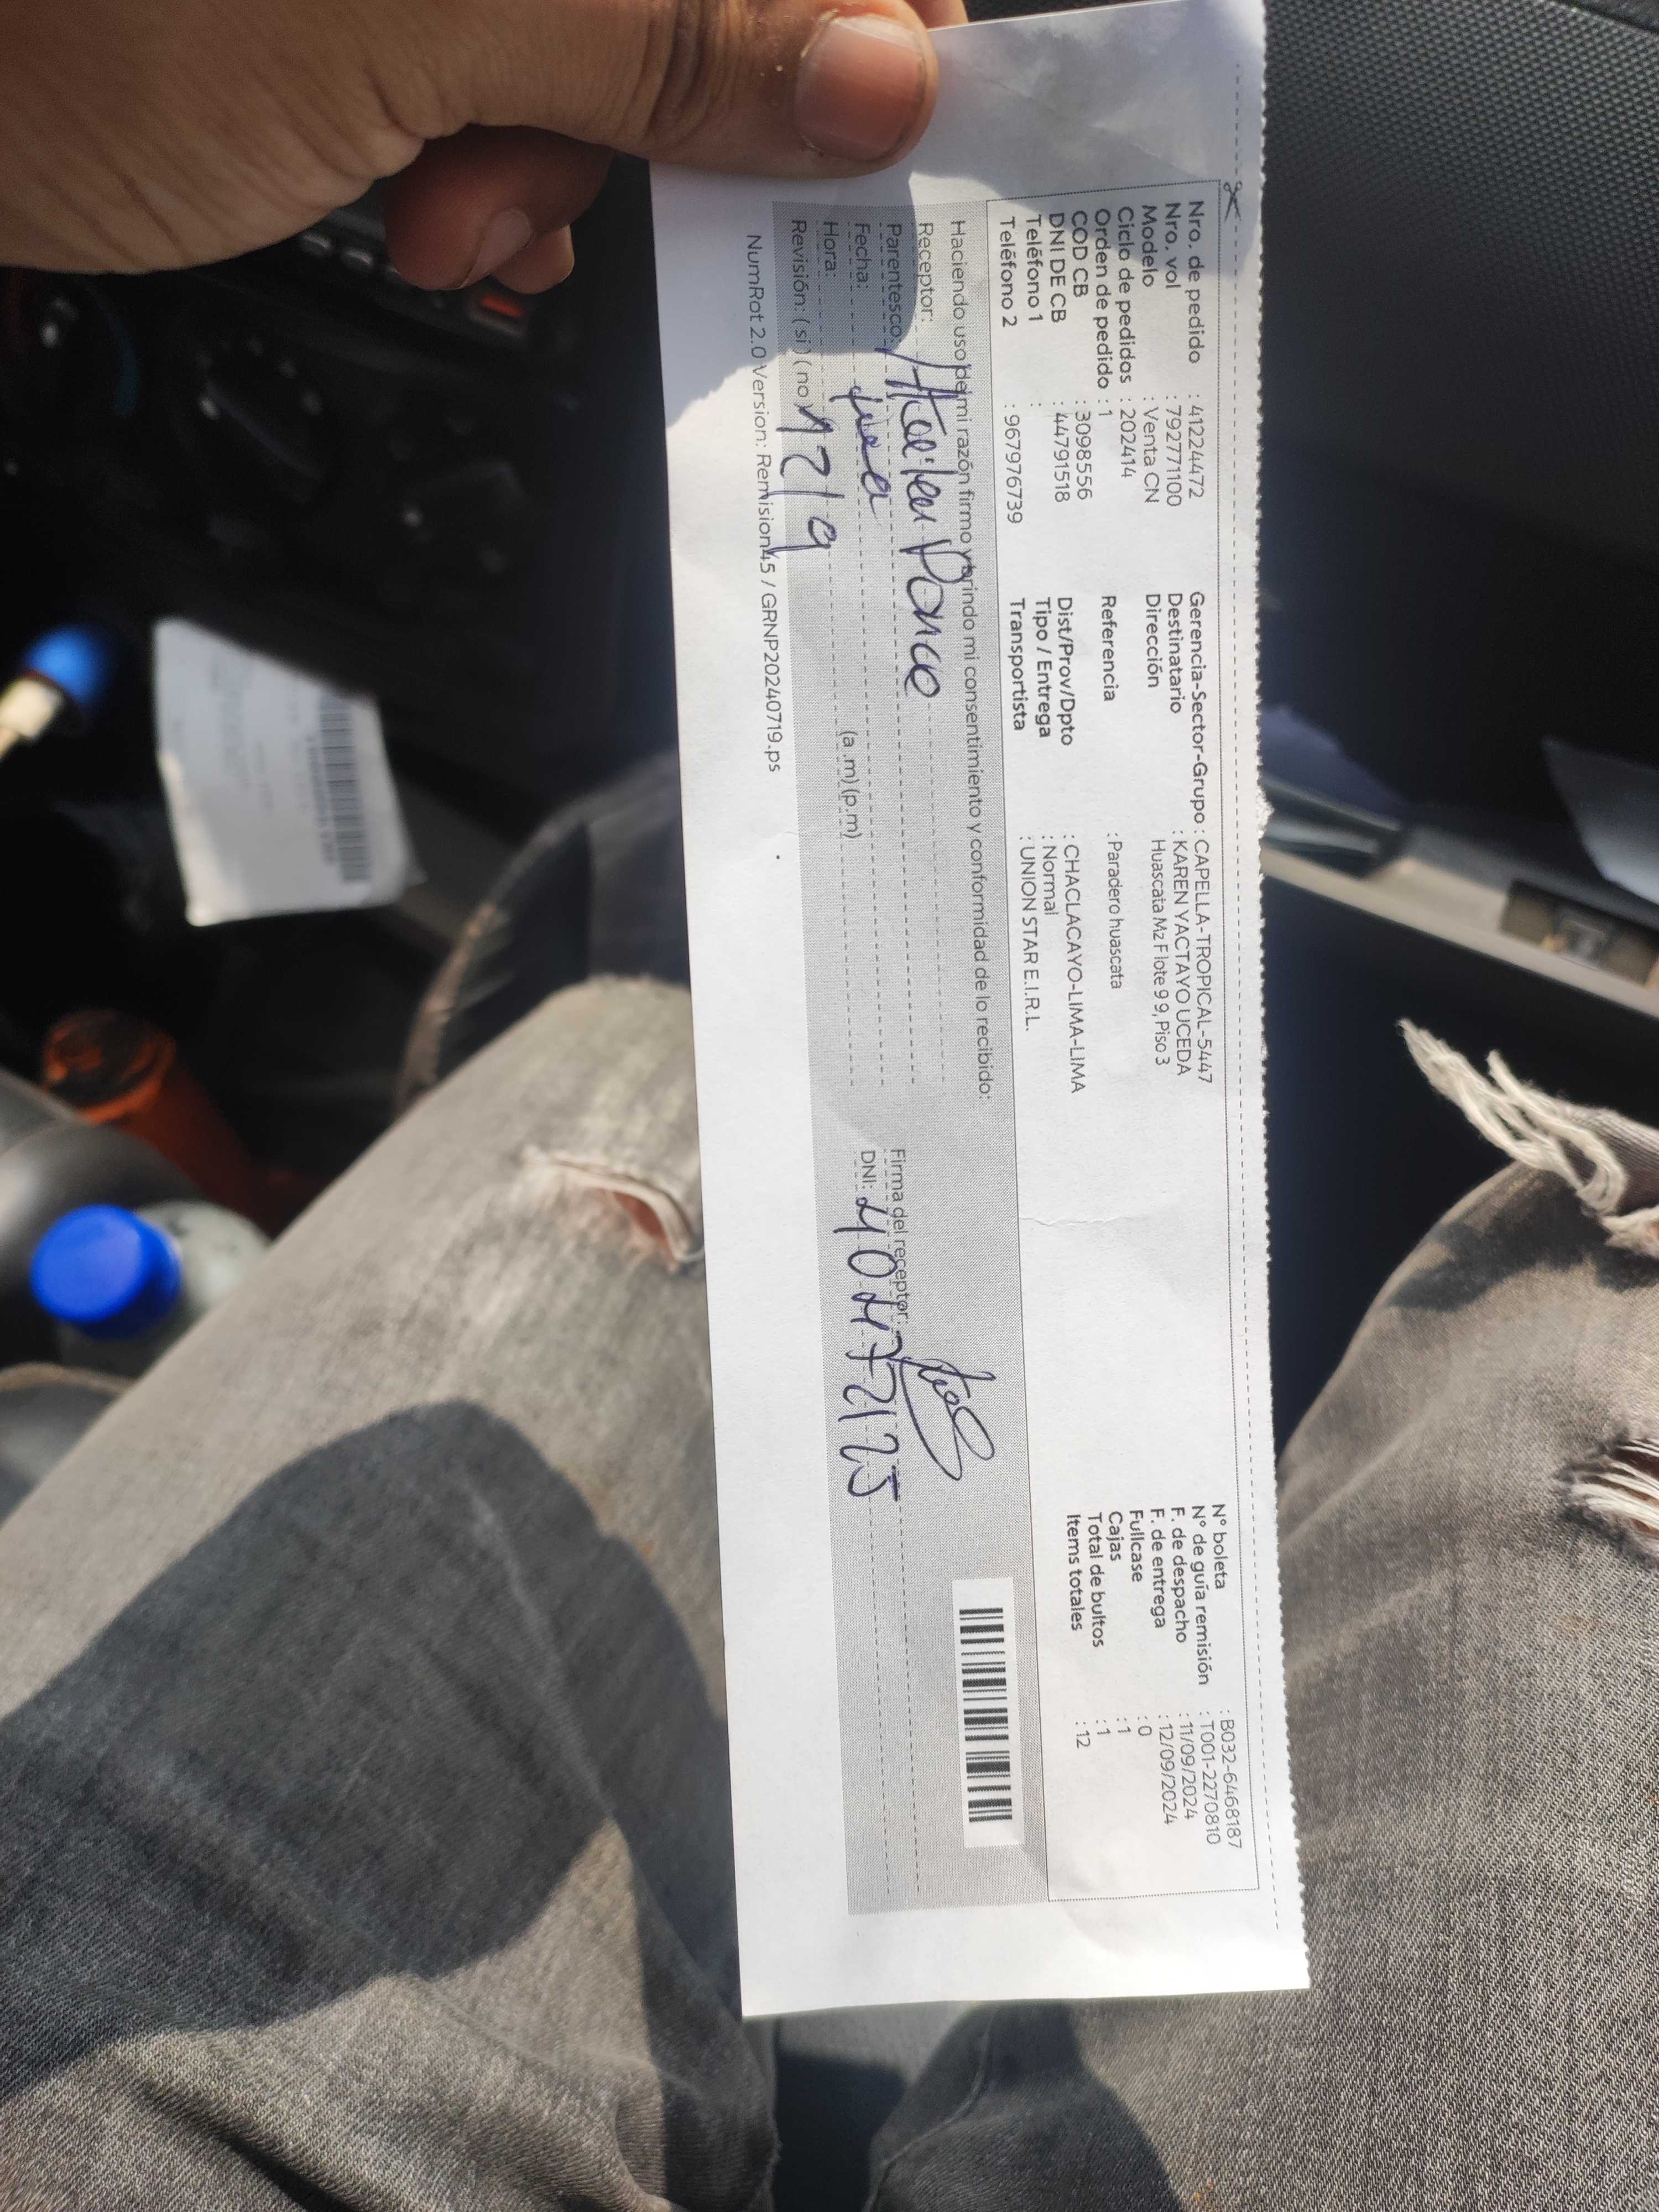 Nro. de pedido : 41224472
Nro. vol : 79277100
Modelo : Venta CN
Ciclo de pedidos : 202414
Orden de pedido : 1
COD CB : 3098556
DNI DE CB : 44791518
Teléfono 1 :
Teléfono 2 : 967976739
Gerencia-Sector-Grupo : CAPELLA-TROPICAL-5447
Destinatario : KAREN YACTAYO UCEDA
Dirección : Huascata Mz F lote 9 9, Piso 3
Referencia : Paradero huascata
Dist/Prov/Dpto : CHACLACAYO-LIMA-LIMA
Tipo / Entrega : Normal
Transportista : UNION STAR E.I.R.L.
N° boleta : B032-6468187
N° de guía remisión : T001-2270810
F. de despacho : 11/09/2024
F. de entrega : 12/09/2024
Fullcase : 0
Cajas : 1
Total de bultos : 1
Items totales : 12
Haciendo uso de mi razón firmo y brindo mi consentimiento y conformidad de lo recibido:
Receptor: Ponce
Parentesco:
Fecha:
Hora: (a.m) (p.m)
Revisión: ( si ) ( no ) 12/9
Firma del receptor:
DNI: 40472125
NumRot 2.0 Version: Remision4.5 / GRNP20240719.ps